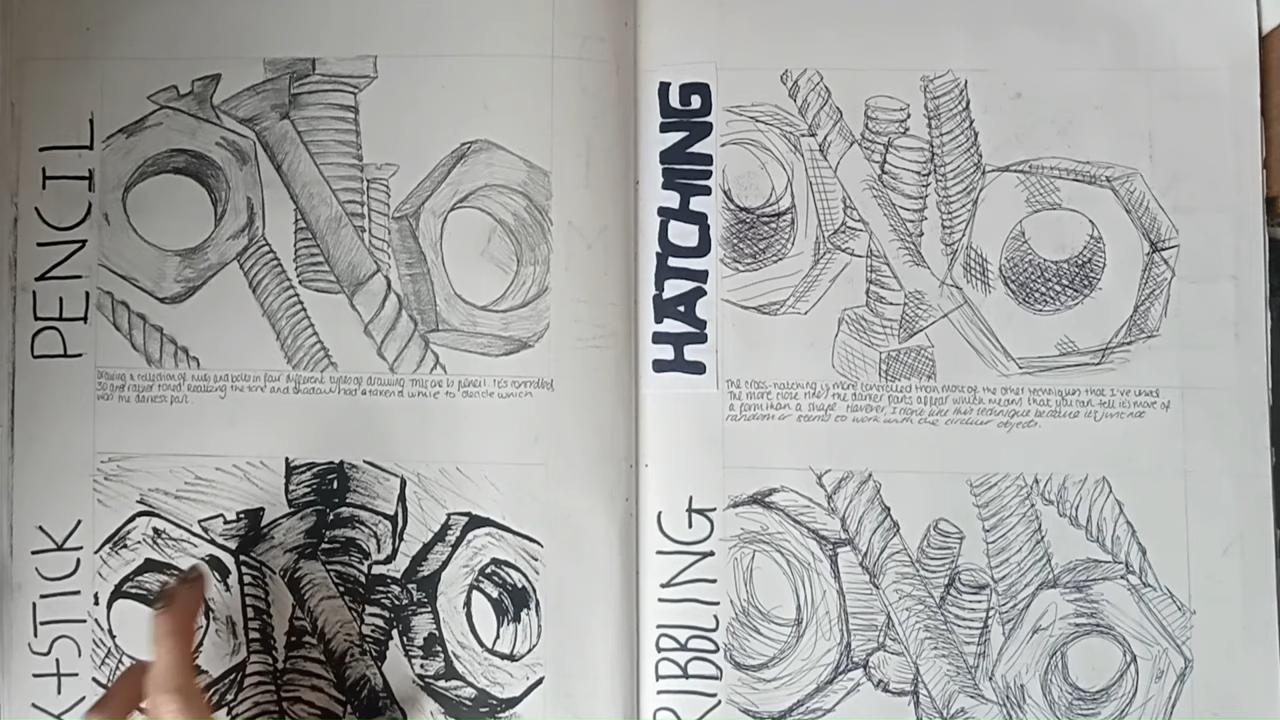 PENCIL
Drawing a collection of nuts and bolts in four different types of drawing. This one is pencil. It's controlled
so and rather toned. Realising the tone and shadow had a taken a while to decide which
was the darkest part.
K+STICK
HATCHING
The cross-hatching is more controlled than most of the other techniques that I've used.
The more close lines the darker parts appear which means that you can tell it's more of
a form than a shape. However, I don't like this technique because it's just not
random or seems to work with the circular objects.
RIBBLING